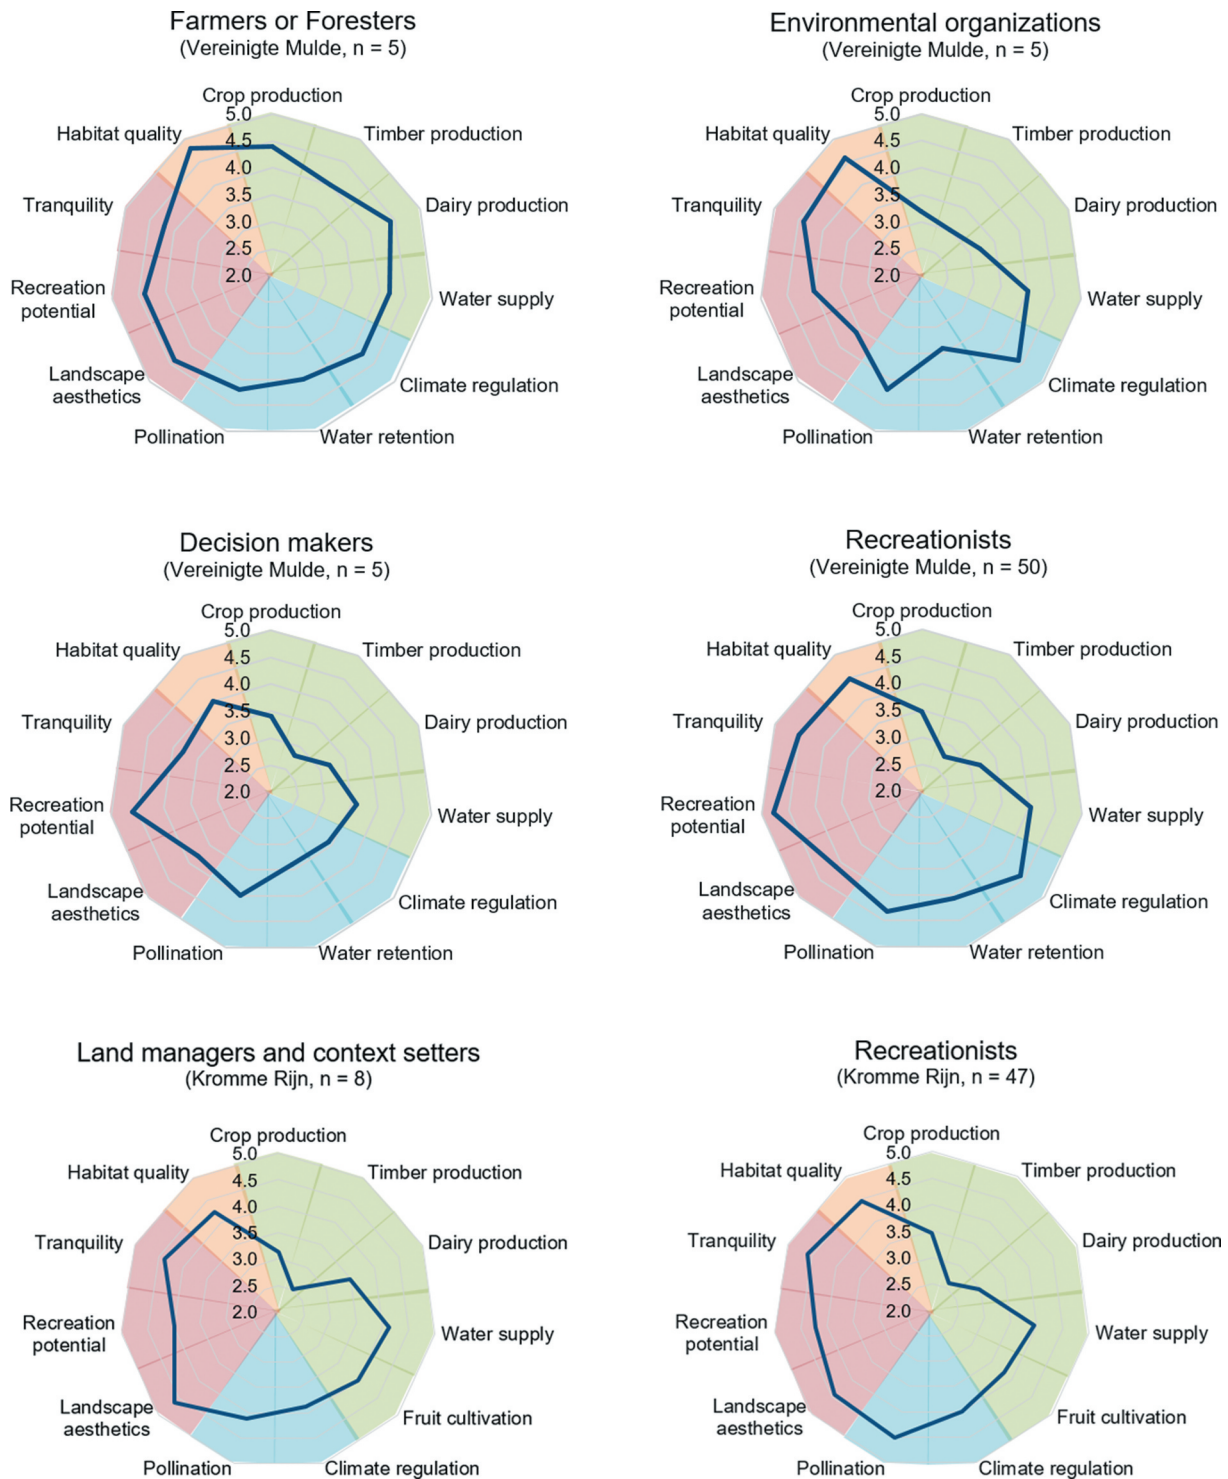 Farmers or Foresters
(Vereinigte Mulde, n = 5)
Crop production
Habitat quality
Timber production
Tranquility
Dairy production
Recreation
potential
Water supply
Landscape
aesthetics
Climate regulation
Pollination
Water retention
5.0
4.5
4.0
3.5
3.0
2.5
2.0
Environmental organizations
(Vereinigte Mulde, n = 5)
Crop production
Habitat quality
Timber production
Tranquility
Dairy production
Recreation
potential
Water supply
Landscape
aesthetics
Climate regulation
Pollination
Water retention
5.0
4.5
4.0
3.5
3.0
2.5
2.0
Decision makers
(Vereinigte Mulde, n = 5)
Crop production
Habitat quality
Timber production
Tranquility
Dairy production
Recreation
potential
Water supply
Landscape
aesthetics
Climate regulation
Pollination
Water retention
5.0
4.5
4.0
3.5
3.0
2.5
2.0
Recreationists
(Vereinigte Mulde, n = 50)
Crop production
Habitat quality
Timber production
Tranquility
Dairy production
Recreation
potential
Water supply
Landscape
aesthetics
Climate regulation
Pollination
Water retention
5.0
4.5
4.0
3.5
3.0
2.5
2.0
Land managers and context setters
(Kromme Rijn, n = 8)
Crop production
Habitat quality
Timber production
Tranquility
Dairy production
Recreation
potential
Water supply
Landscape
aesthetics
Fruit cultivation
Pollination
Climate regulation
5.0
4.5
4.0
3.5
3.0
2.5
2.0
Recreationists
(Kromme Rijn, n = 47)
Crop production
Habitat quality
Timber production
Tranquility
Dairy production
Recreation
potential
Water supply
Landscape
aesthetics
Fruit cultivation
Pollination
Climate regulation
5.0
4.5
4.0
3.5
3.0
2.5
2.0